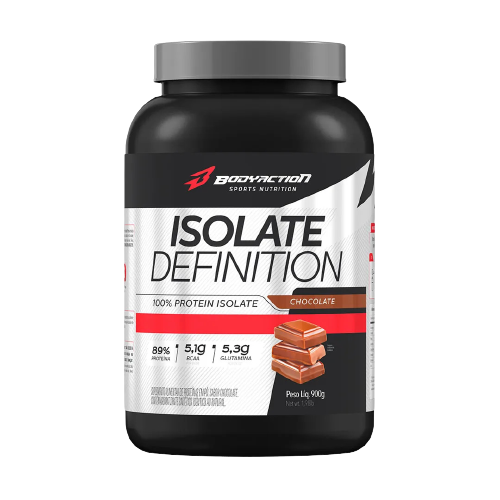 BODYACTION
SPORTS NUTRITION
ISOLATE
DEFINITION
100% PROTEIN ISOLATE
CHOCOLATE
89% 5,1g 5,3g
PROTEÍNA BCAA GLUTAMINA
Peso Líq. 900g